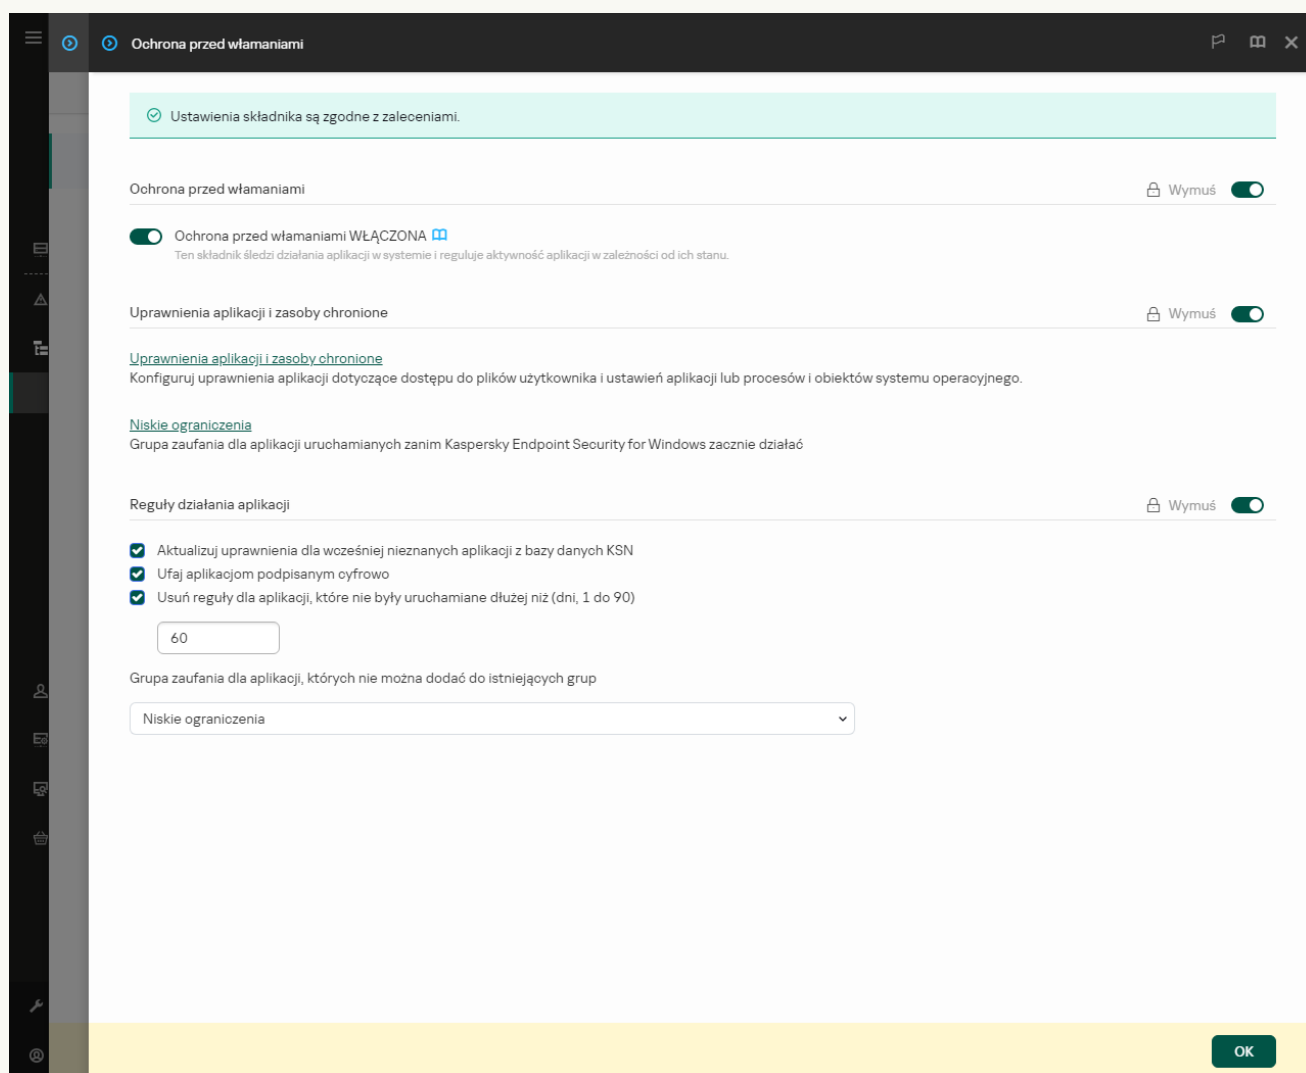 Ochrona przed włamaniami
Ustawienia składnika są zgodne z zaleceniami.
Ochrona przed włamaniami
Wymuś
Ochrona przed włamaniami WŁĄCZONA
Ten składnik śledzi działania aplikacji w systemie i reguluje aktywność aplikacji w zależności od ich stanu.
Uprawnienia aplikacji i zasoby chronione
Wymuś
Uprawnienia aplikacji i zasoby chronione
Konfiguruj uprawnienia aplikacji dotyczące dostępu do plików użytkownika i ustawień aplikacji lub procesów i obiektów systemu operacyjnego.
Niskie ograniczenia
Grupa zaufania dla aplikacji uruchamianych zanim Kaspersky Endpoint Security for Windows zacznie działać
Reguły działania aplikacji
Wymuś
Aktualizuj uprawnienia dla wcześniej nieznanych aplikacji z bazy danych KSN
Ufaj aplikacjom podpisanym cyfrowo
Usuń reguły dla aplikacji, które nie były uruchamiane dłużej niż (dni, 1 do 90)
60
Grupa zaufania dla aplikacji, których nie można dodać do istniejących grup
Niskie ograniczenia
OK